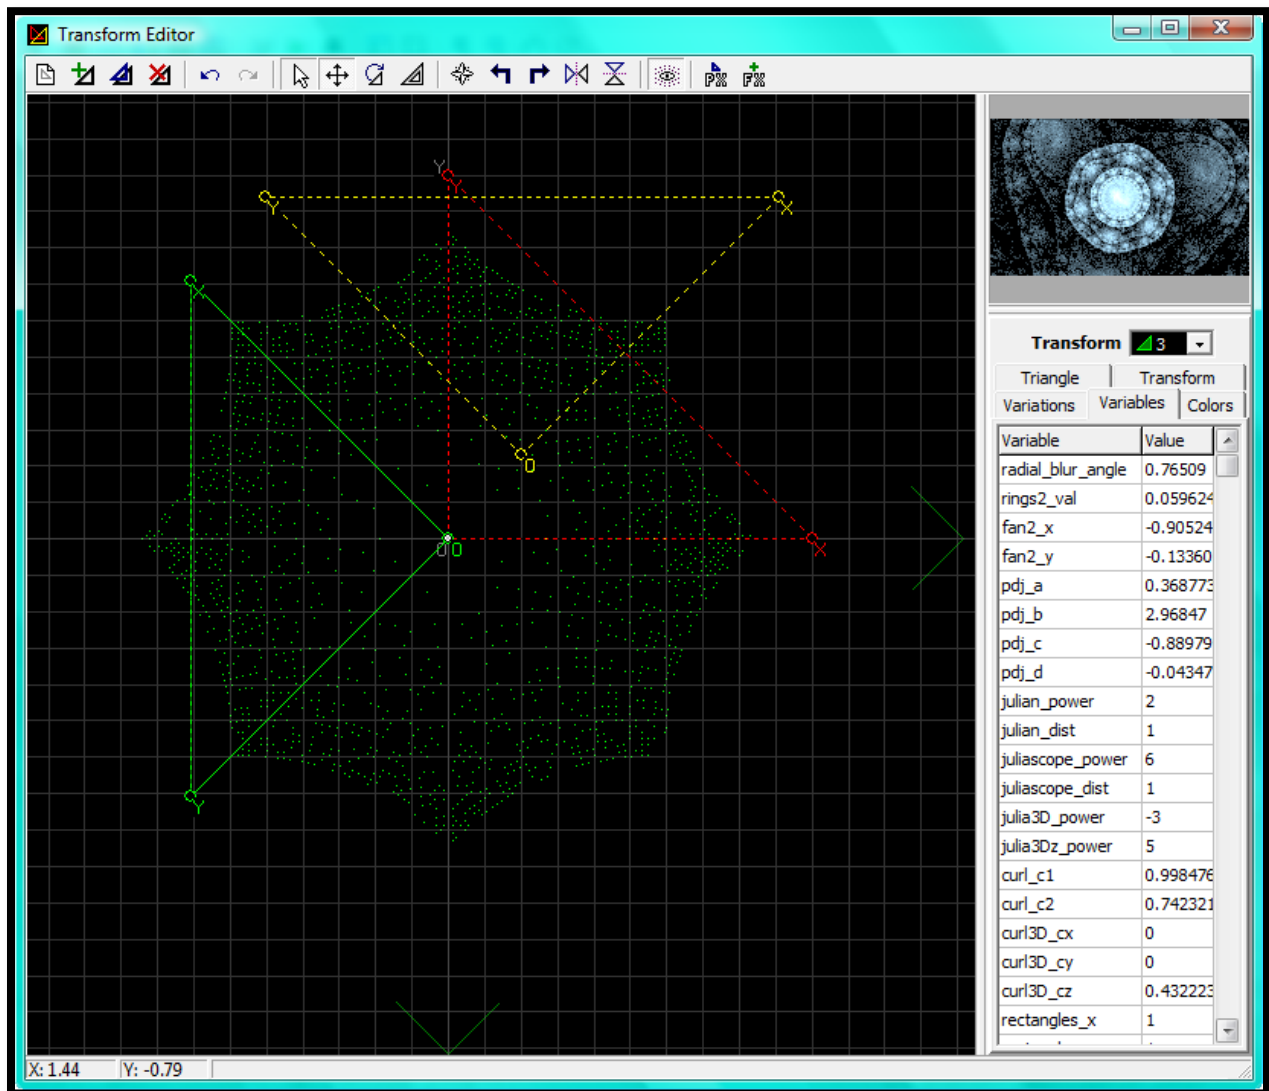 Transform Editor
Y
Y
Y
X
X
O
O O
X
Y
Transform 3
Triangle Transform
Variations Variables Colors
Variable Value
radial_blur_angle 0.76509
rings2_val 0.059624
fan2_x -0.90524
fan2_y -0.13360
pdj_a 0.368773
pdj_b 2.96847
pdj_c -0.88979
pdj_d -0.04347
julian_power 2
julian_dist 1
juliascope_power 6
juliascope_dist 1
julia3D_power -3
julia3Dz_power 5
curl_c1 0.998476
curl_c2 0.742321
curl3D_cx 0
curl3D_cy 0
curl3D_cz 0.432223
rectangles_x 1
X: 1.44 Y: -0.79